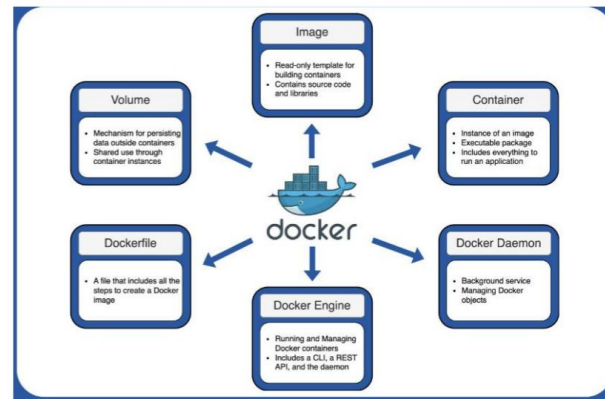 Image
• Read-only template for
building containers
• Contains source code
and libraries
Volume
• Mechanism for persisting
data outside containers
• Shared use through
container instances
Container
• Instance of an image
• Executable package
• Includes everything to
run an application
docker
Dockerfile
• A file that includes all the
steps to create a Docker
image
Docker Daemon
• Background service
• Managing Docker
objects
Docker Engine
• Running and Managing
Docker containers
• Includes a CLI, a REST
API, and the daemon